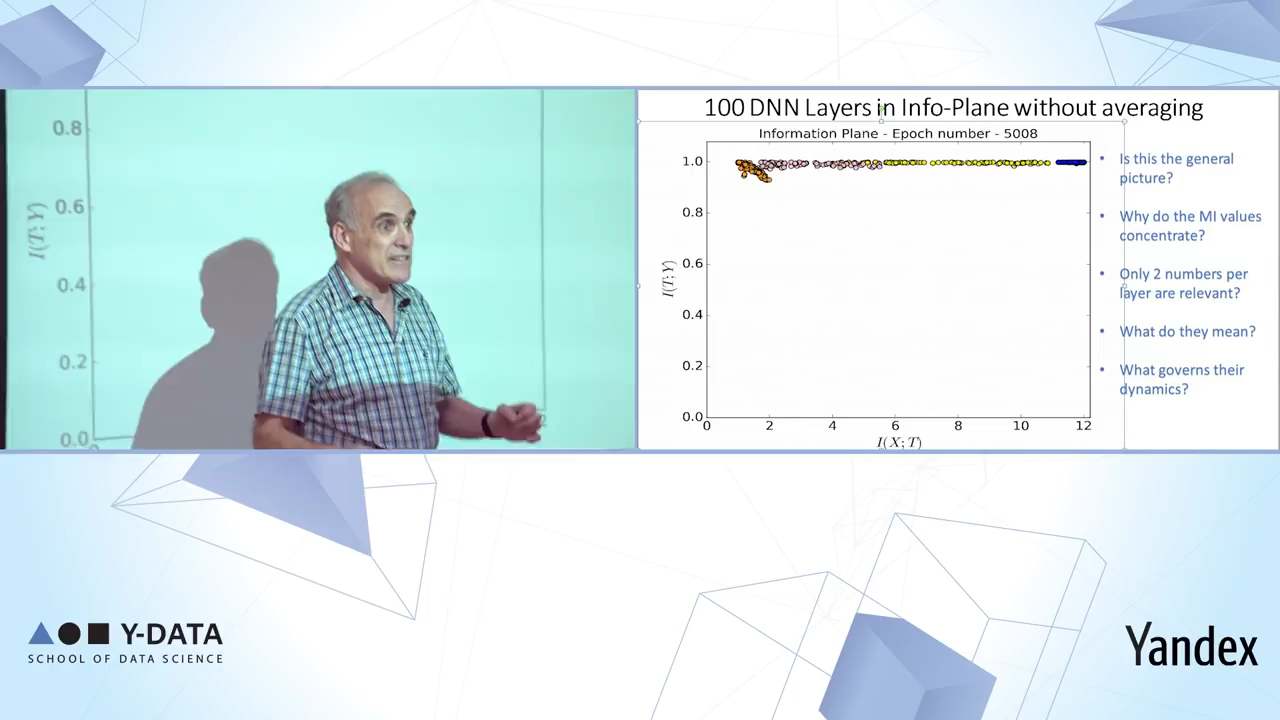 0.8
0.6
0.4
0.2
0.0
I(T;Y)
100 DNN Layers in Info-Plane without averaging
Information Plane - Epoch number - 5008
1.0
0.8
0.6
0.4
0.2
0.0
I(T;Y)
0 2 4 6 8 10 12
I(X;T)
• Is this the general
picture?
• Why do the MI values
concentrate?
• Only 2 numbers per
layer are relevant?
• What do they mean?
• What governs their
dynamics?
Y-DATA
SCHOOL OF DATA SCIENCE
Yandex